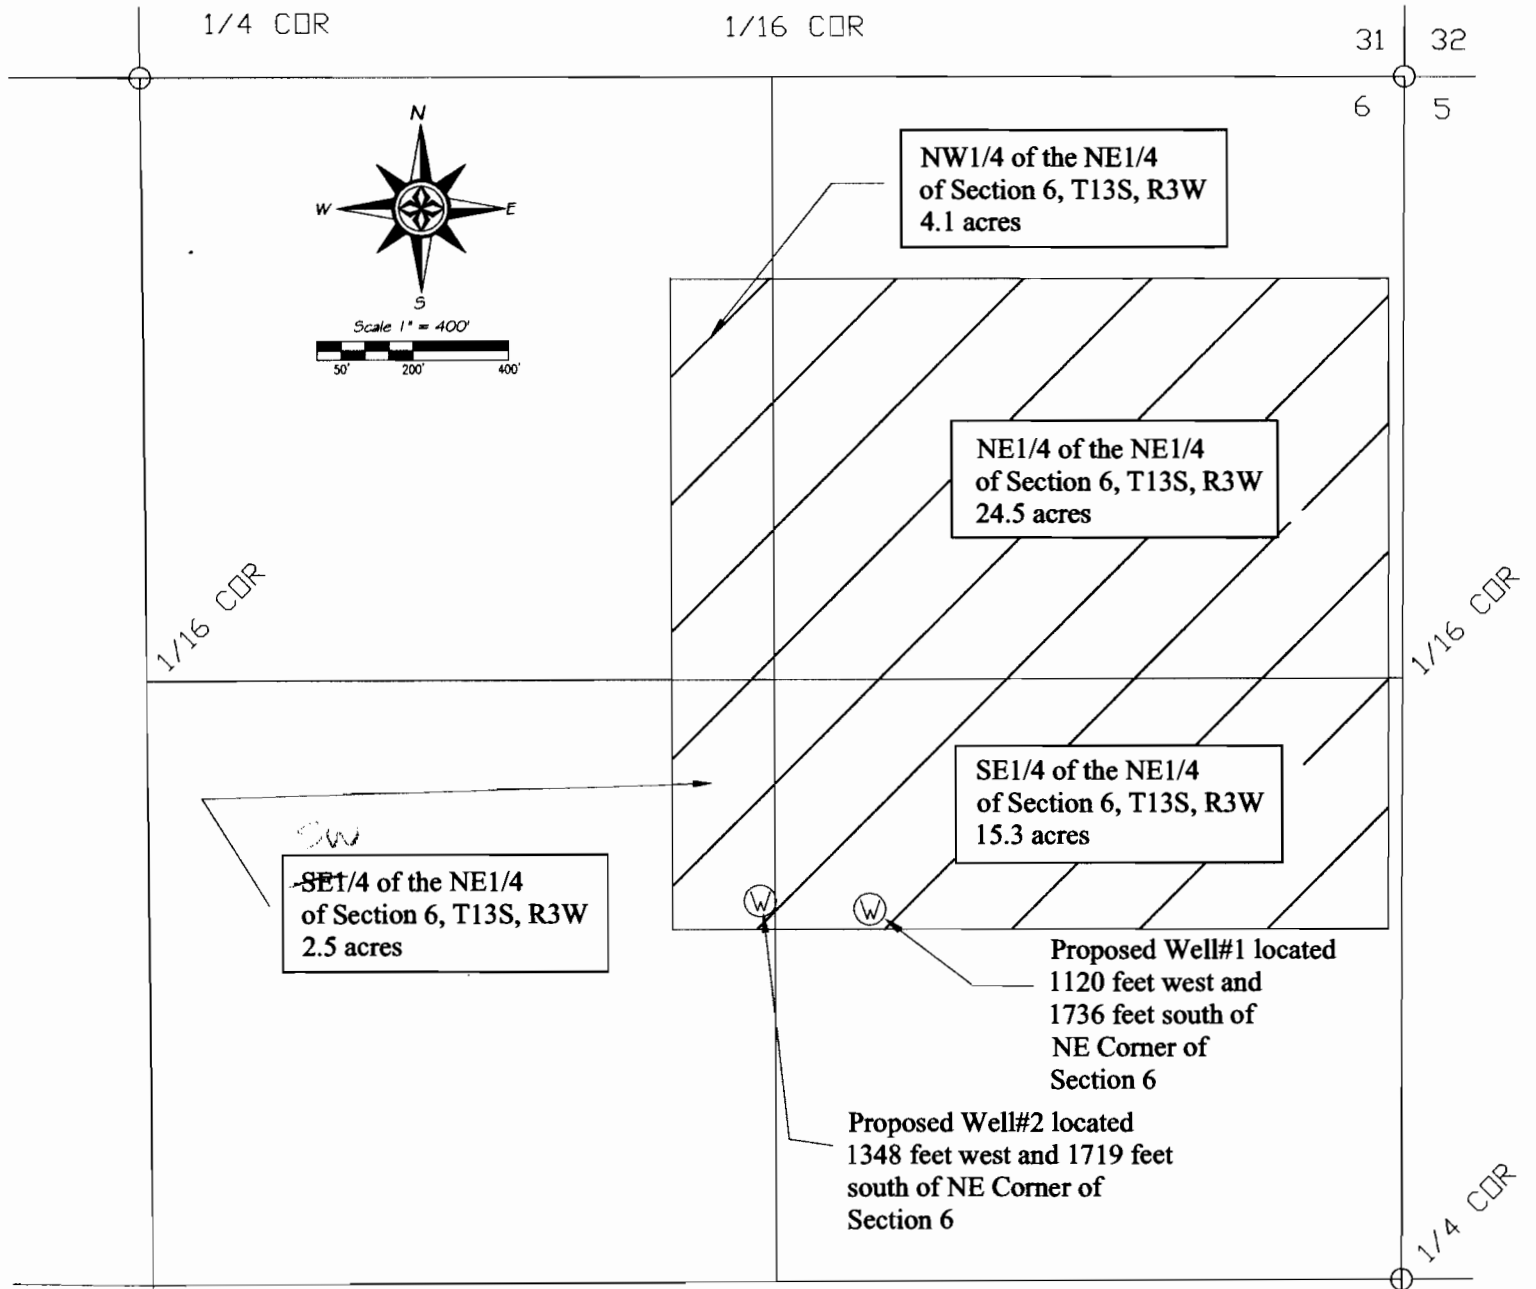 1/4 COR
1/16 COR
31
32
6
5
N
W
E
S
Scale 1" = 400'
50'
200'
400'
NW1/4 of the NE1/4
of Section 6, T13S, R3W
4.1 acres
NE1/4 of the NE1/4
of Section 6, T13S, R3W
24.5 acres
1/16 COR
1/16 COR
SE1/4 of the NE1/4
of Section 6, T13S, R3W
15.3 acres
SW
SE1/4 of the NE1/4
of Section 6, T13S, R3W
2.5 acres
W
W
Proposed Well#1 located
1120 feet west and
1736 feet south of
NE Corner of
Section 6
Proposed Well#2 located
1348 feet west and 1719 feet
south of NE Corner of
Section 6
1/4 COR